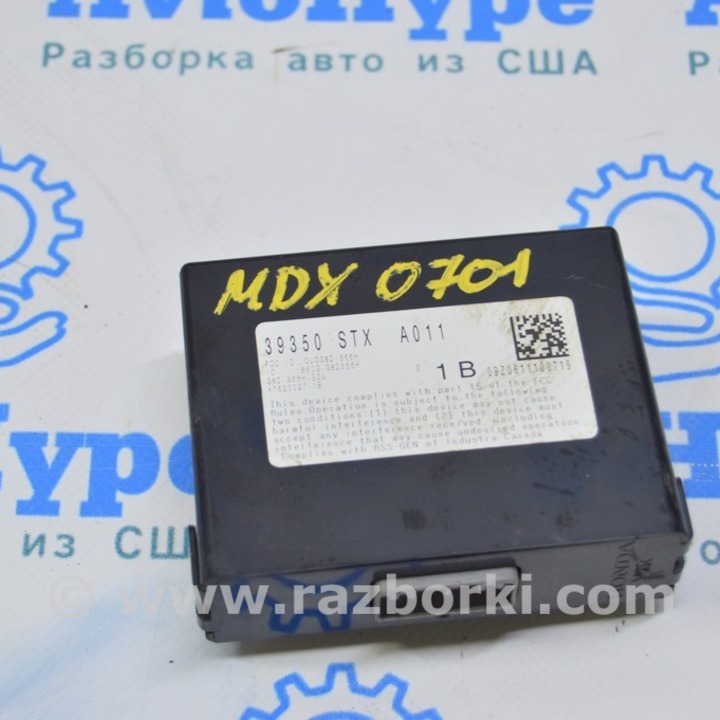 Разборка авто из США
MDX 0701
39350 STX A011
1 B 09Z0611100719
This device complies with part 15 of the FCC
Rules.Operation is subject to the following
two conditions:(1) this device may not cause
harmful interference and (2) this device must
accept any interference received, including
interference that may cause undesired operation
Complies with RSS-GEN of Industry Canada
Hype
из США
© www.razborki.com
HONDA